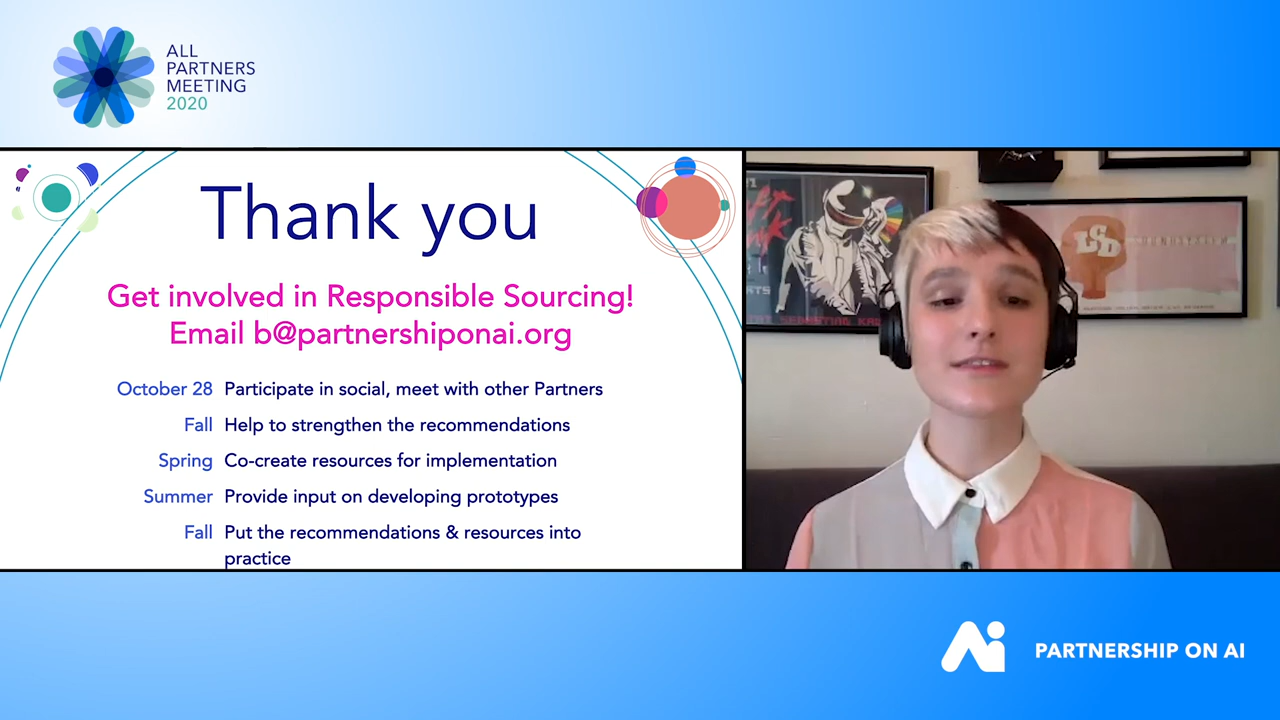 ALL
PARTNERS
MEETING
2020
Thank you
Get involved in Responsible Sourcing!
Email b@partnershiponai.org
October 28 Participate in social, meet with other Partners
Fall Help to strengthen the recommendations
Spring Co-create resources for implementation
Summer Provide input on developing prototypes
Fall Put the recommendations & resources into
practice
LSD
PARTNERSHIP ON AI